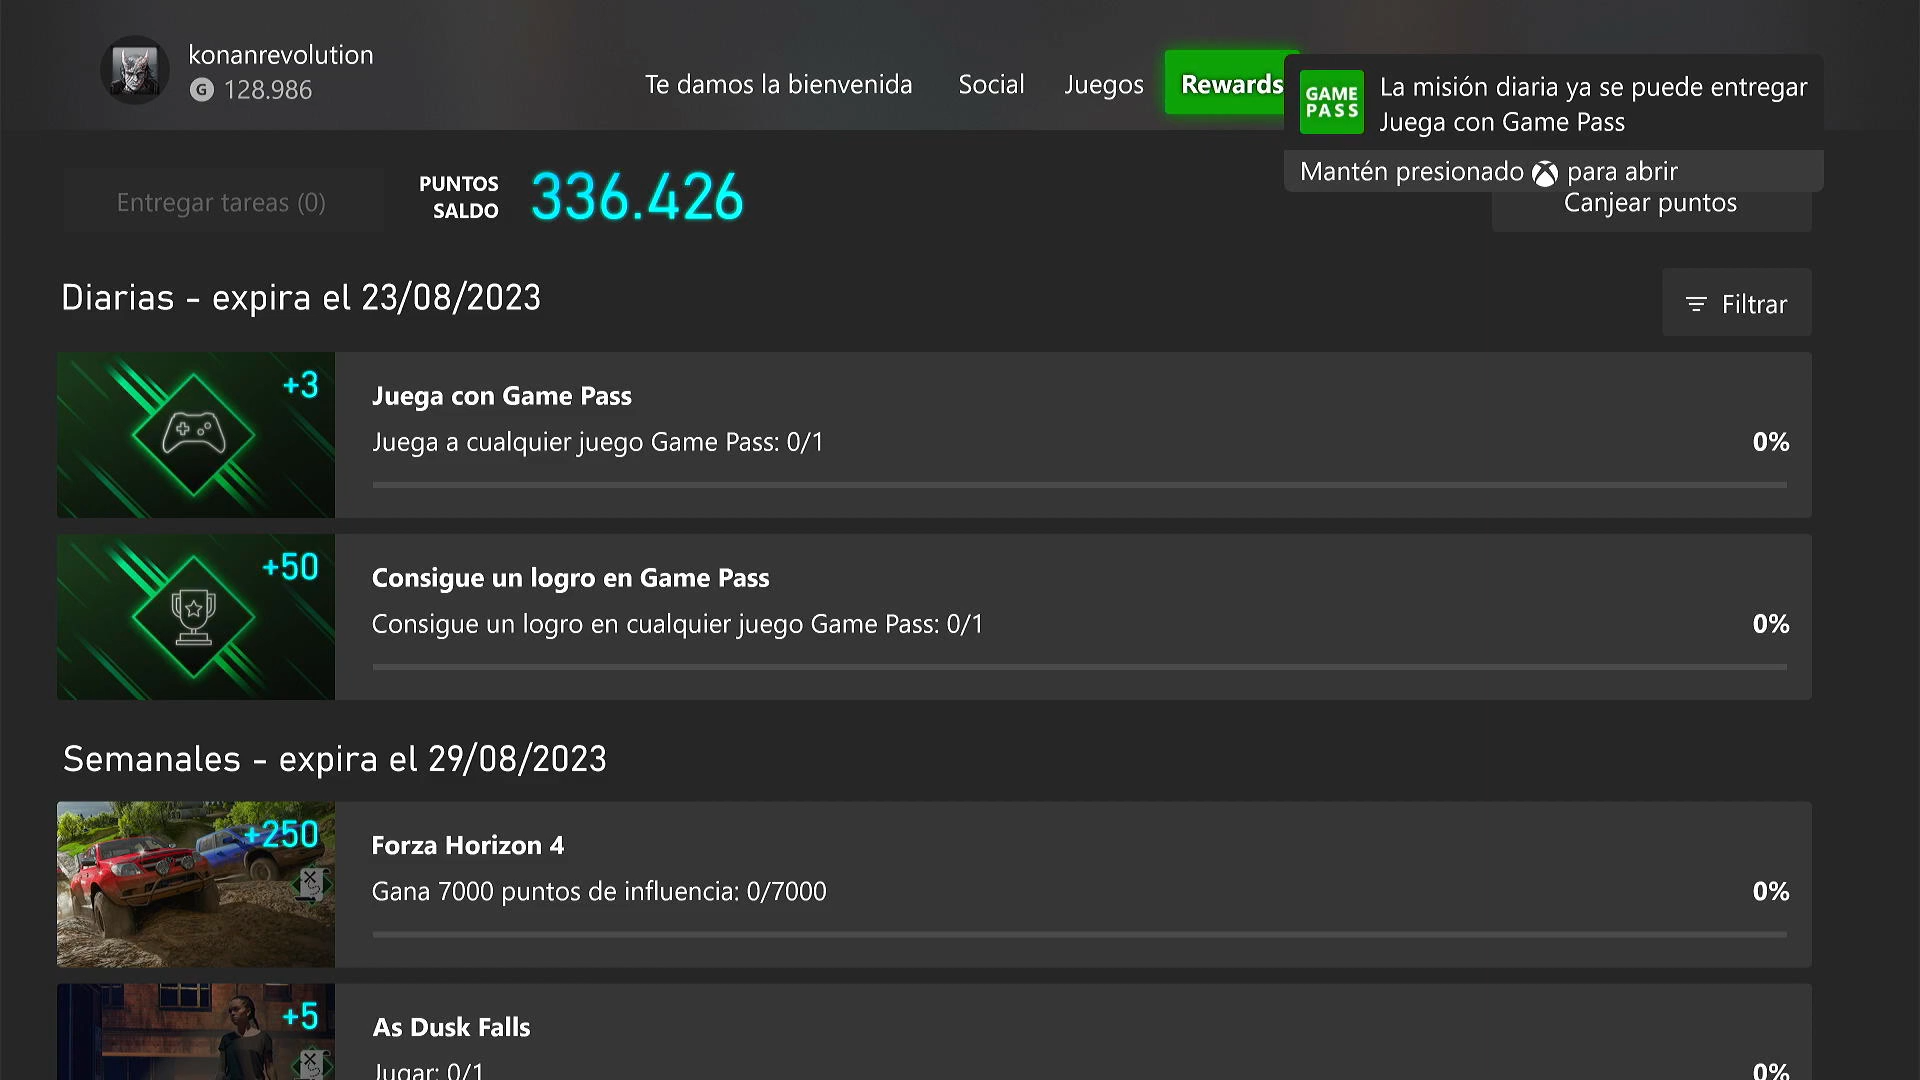 konanrevolution
G 128.986
Te damos la bienvenida
Social
Juegos
Rewards
GAME
PASS
La misión diaria ya se puede entregar
Juega con Game Pass
Mantén presionado para abrir
Entregar tareas (0)
PUNTOS
SALDO
336.426
Canjear puntos
Diarias - expira el 23/08/2023
Filtrar
+3
Juega con Game Pass
Juega a cualquier juego Game Pass: 0/1
0%
+50
Consigue un logro en Game Pass
Consigue un logro en cualquier juego Game Pass: 0/1
0%
Semanales - expira el 29/08/2023
+250
Forza Horizon 4
Gana 7000 puntos de influencia: 0/7000
0%
+5
As Dusk Falls
Jugar: 0/1
0%